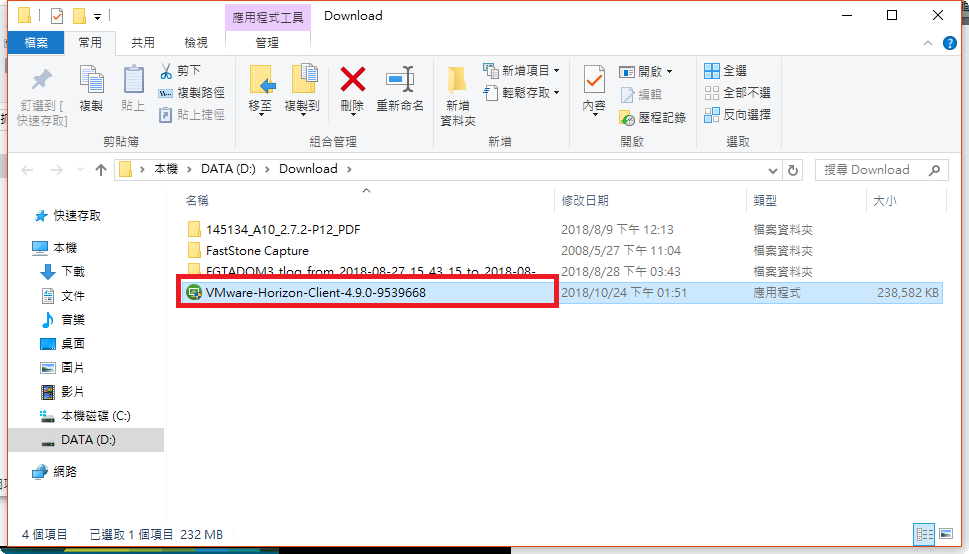 應用程式工具 Download
檔案 常用 共用 檢視 管理
釘選到 [
快速存取]
複製
貼上
剪下
複製路徑
貼上捷徑
剪貼簿
移至
複製到
刪除
重新命名
組合管理
新增
資料夾
新增項目
輕鬆存取
新增
內容
開啟
編輯
歷程記錄
開啟
全選
全部不選
反向選擇
選取
本機 DATA (D:) Download
搜尋 Download
快速存取
本機
下載
文件
音樂
桌面
圖片
影片
本機磁碟 (C:)
DATA (D:)
網路
名稱 修改日期 類型 大小
145134_A10_2.7.2-P12_PDF 2018/8/9 下午 12:13 檔案資料夾
FastStone Capture 2008/5/27 下午 11:04 檔案資料夾
FGTADOM3_tlog_from_2018-08-27_15_43_15_to_2018-08- 2018/8/28 下午 03:43 檔案資料夾
VMware-Horizon-Client-4.9.0-9539668 2018/10/24 下午 01:51 應用程式 238,582 KB
4 個項目 已選取 1 個項目 232 MB